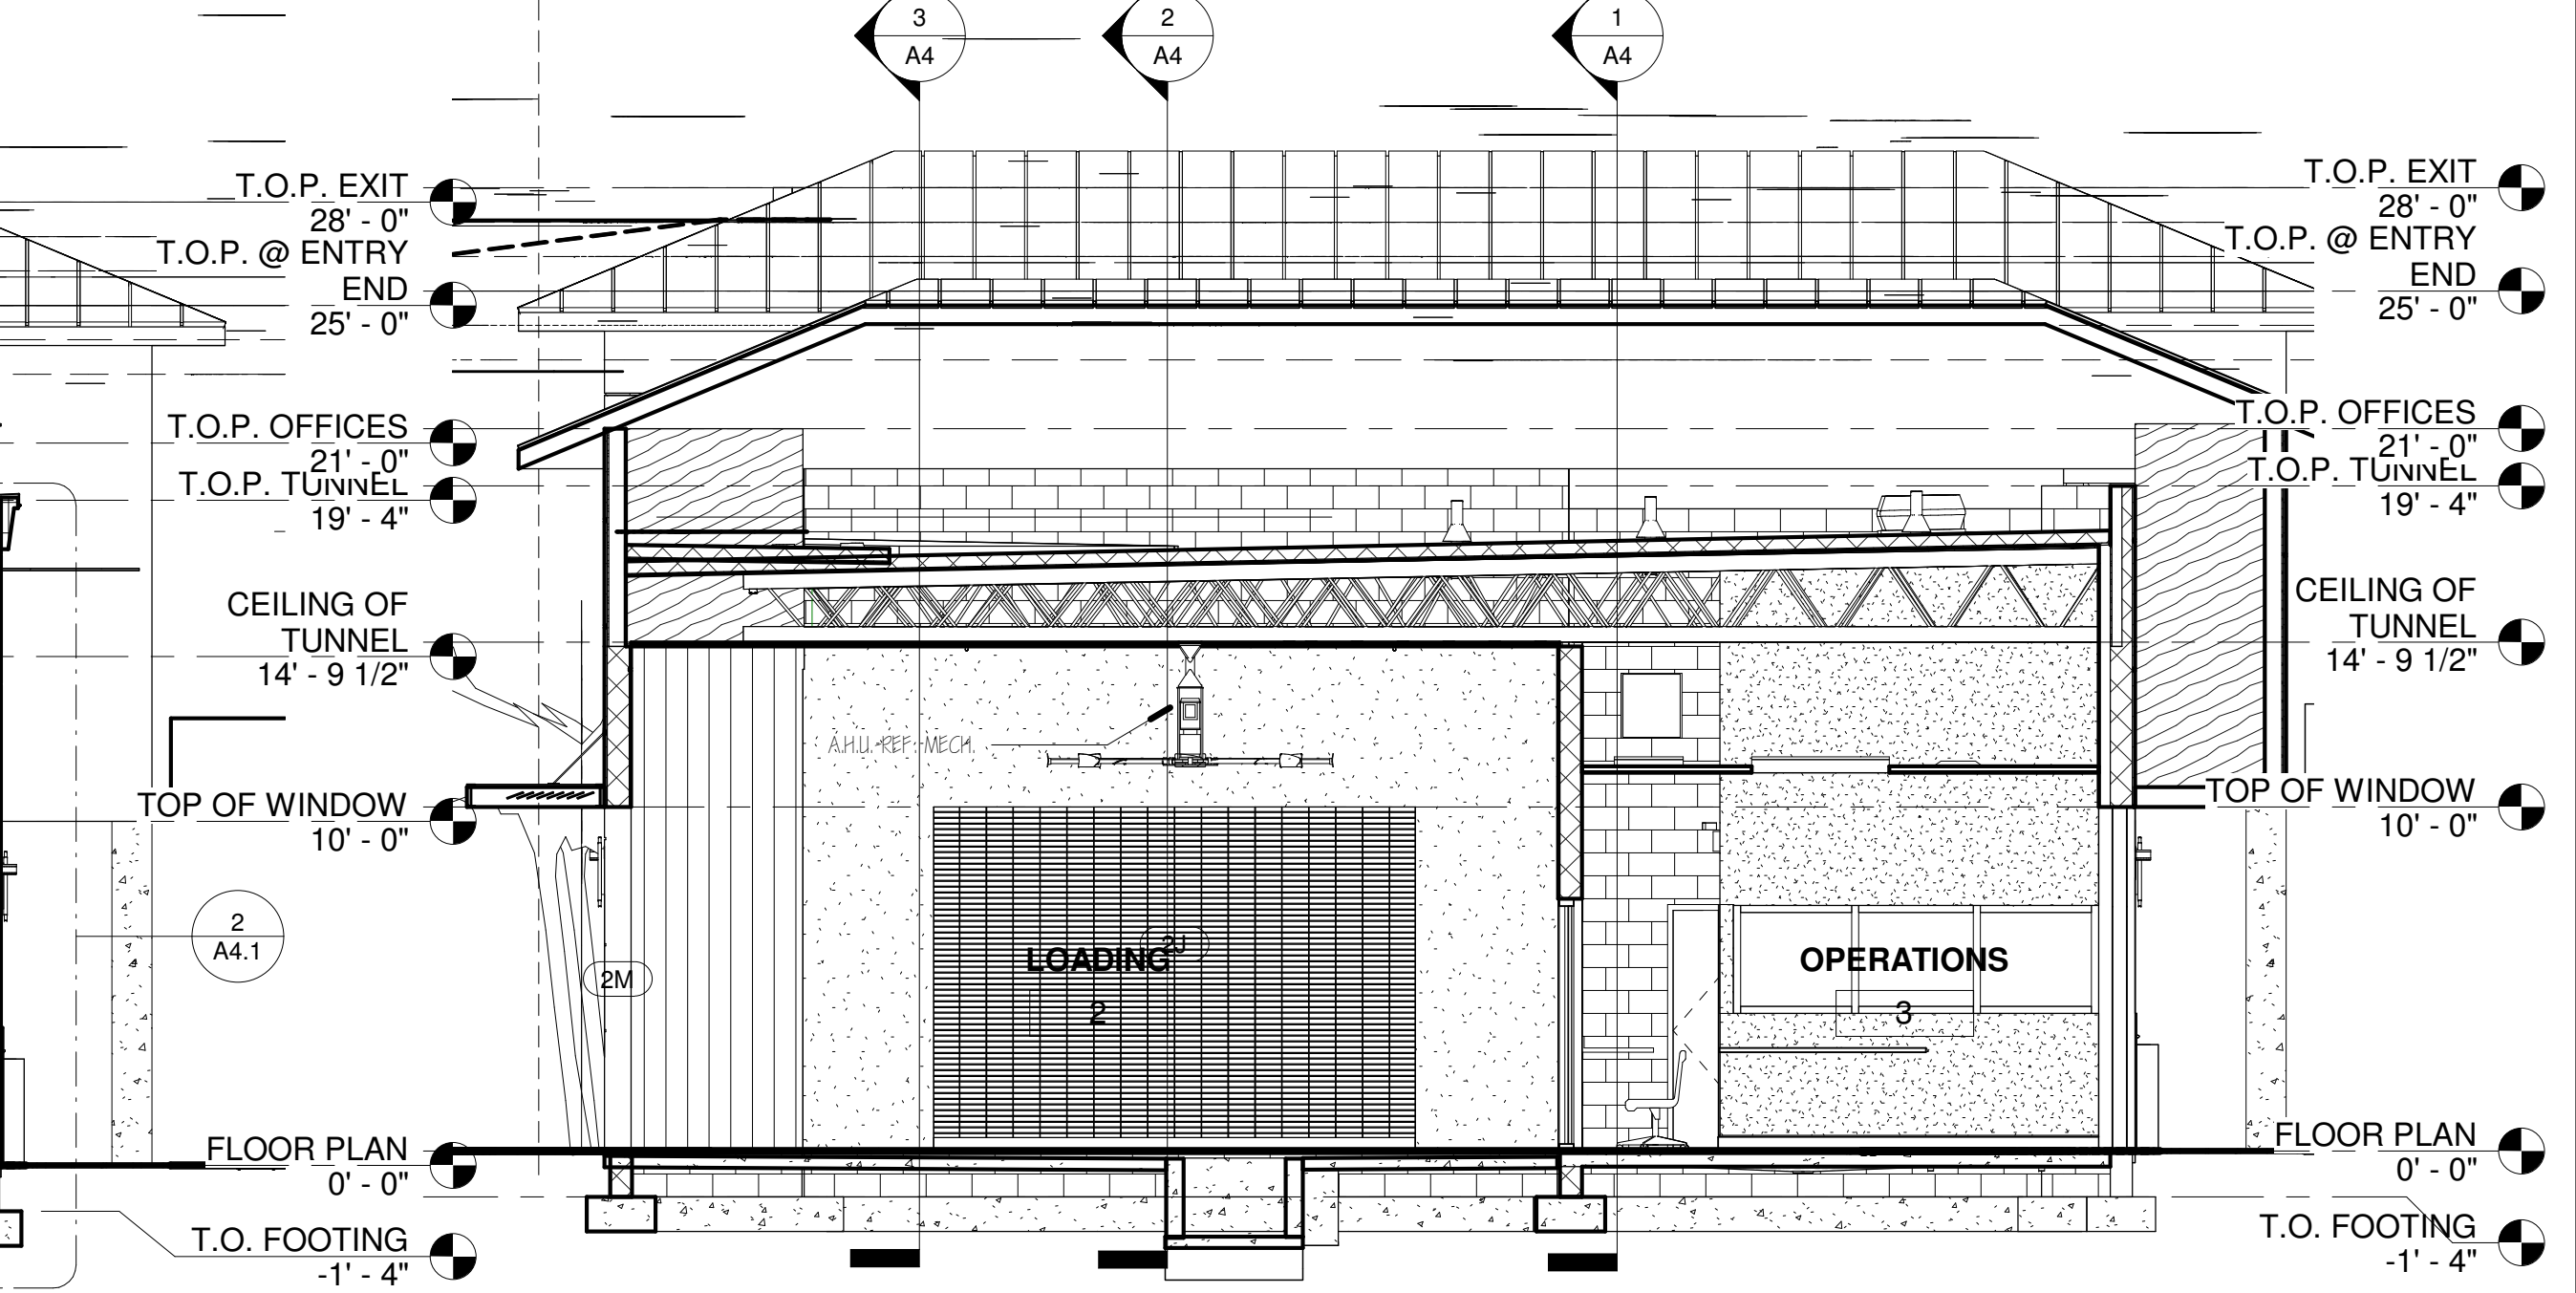 3
A4
2
A4
1
A4
T.O.P. EXIT
28' - 0"
T.O.P. @ ENTRY
END
25' - 0"
T.O.P. OFFICES
21' - 0"
T.O.P. TUNNEL
19' - 4"
CEILING OF
TUNNEL
14' - 9 1/2"
TOP OF WINDOW
10' - 0"
2
A4.1
FLOOR PLAN
0' - 0"
T.O. FOOTING
-1' - 4"
A.H.U. REF. MECH.
2M
2J
LOADING
2
OPERATIONS
3
T.O.P. EXIT
28' - 0"
T.O.P. @ ENTRY
END
25' - 0"
T.O.P. OFFICES
21' - 0"
T.O.P. TUNNEL
19' - 4"
CEILING OF
TUNNEL
14' - 9 1/2"
TOP OF WINDOW
10' - 0"
FLOOR PLAN
0' - 0"
T.O. FOOTING
-1' - 4"